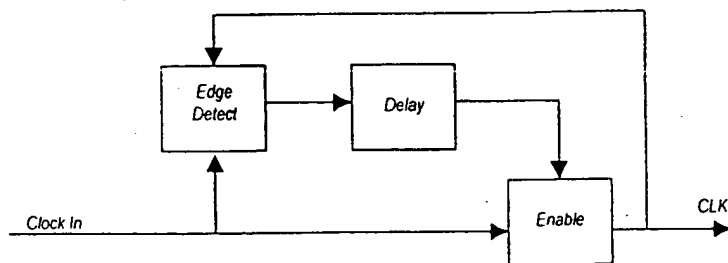 Edge
Detect
Delay
CLK
Clock In
Enable